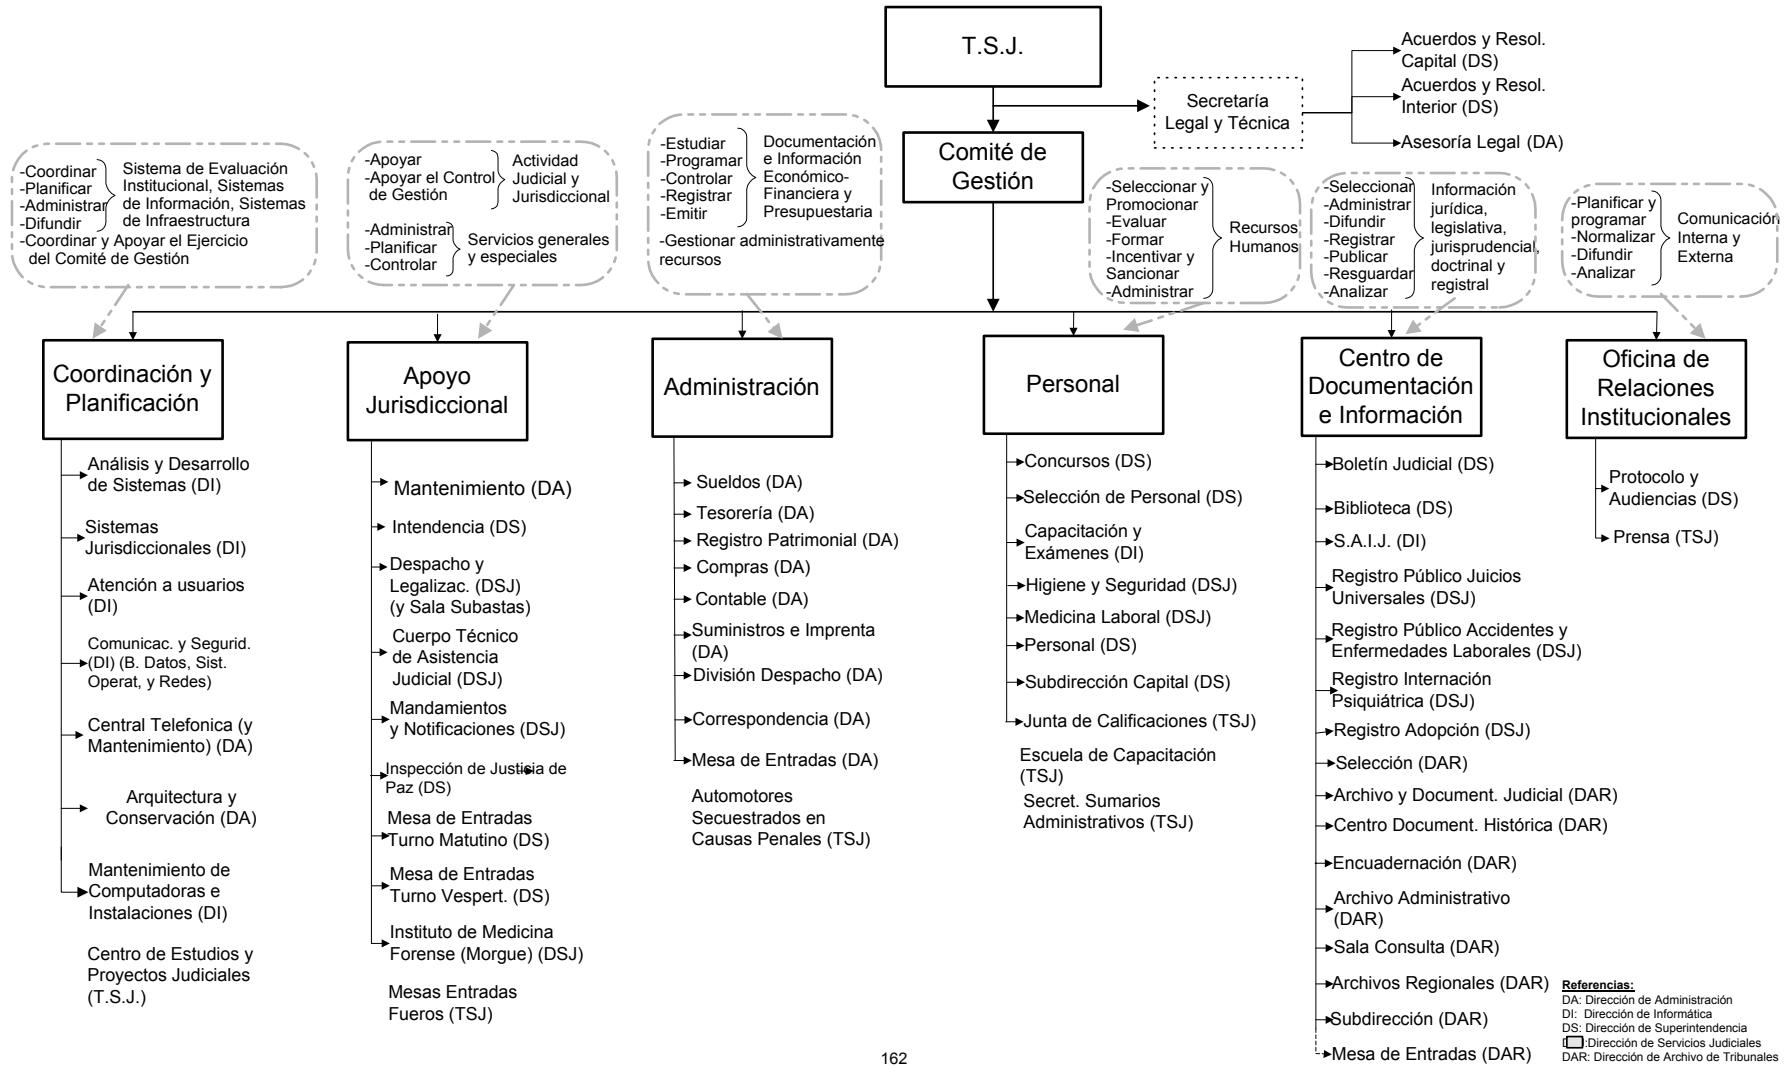 T.S.J.
Secretaría
Legal y Técnica
Acuerdos y Resol.
Capital (DS)
Acuerdos y Resol.
Interior (DS)
Asesoría Legal (DA)
Comité de
Gestión
-Coordinar
-Planificar
-Administrar
-Difundir
Sistema de Evaluación
Institucional, Sistemas
de Información, Sistemas
de Infraestructura
-Coordinar y Apoyar el Ejercicio
del Comité de Gestión
-Apoyar
-Apoyar el Control
de Gestión
Actividad
Judicial y
Jurisdiccional
-Administrar
-Planificar
-Controlar
Servicios generales
y especiales
-Estudiar
-Programar
-Controlar
-Registrar
-Emitir
Documentación
e Información
Económico-
Financiera y
Presupuestaria
-Gestionar administrativamente
recursos
-Seleccionar y
Promocionar
-Evaluar
-Formar
-Incentivar y
Sancionar
-Administrar
Recursos
Humanos
-Seleccionar
-Administrar
-Difundir
-Registrar
-Publicar
-Resguardar
-Analizar
Información
jurídica,
legislativa,
jurisprudencial,
doctrinal y
registral
-Planificar y
programar
-Normalizar
-Difundir
-Analizar
Comunicación
Interna y
Externa
Coordinación y
Planificación
Análisis y Desarrollo
de Sistemas (DI)
Sistemas
Jurisdiccionales (DI)
Atención a usuarios
(DI)
Comunicac. y Segurid.
(DI) (B. Datos, Sist.
Operat, y Redes)
Central Telefonica (y
Mantenimiento) (DA)
Arquitectura y
Conservación (DA)
Mantenimiento de
Computadoras e
Instalaciones (DI)
Centro de Estudios y
Proyectos Judiciales
(T.S.J.)
Apoyo
Jurisdiccional
Mantenimiento (DA)
Intendencia (DS)
Despacho y
Legalizac. (DSJ)
(y Sala Subastas)
Cuerpo Técnico
de Asistencia
Judicial (DSJ)
Mandamientos
y Notificaciones (DSJ)
Inspección de Justisia de
Paz (DS)
Mesa de Entradas
Turno Matutino (DS)
Mesa de Entradas
Turno Vespert. (DS)
Instituto de Medicina
Forense (Morgue) (DSJ)
Mesas Entradas
Fueros (TSJ)
Administración
Sueldos (DA)
Tesorería (DA)
Registro Patrimonial (DA)
Compras (DA)
Contable (DA)
Suministros e Imprenta
(DA)
División Despacho (DA)
Correspondencia (DA)
Mesa de Entradas (DA)
Automotores
Secuestrados en
Causas Penales (TSJ)
Personal
Concursos (DS)
Selección de Personal (DS)
Capacitación y
Exámenes (DI)
Higiene y Seguridad (DSJ)
Medicina Laboral (DSJ)
Personal (DS)
Subdirección Capital (DS)
Junta de Calificaciones (TSJ)
Escuela de Capacitación
(TSJ)
Secret. Sumarios
Administrativos (TSJ)
Centro de
Documentación
e Información
Boletín Judicial (DS)
Biblioteca (DS)
S.A.I.J. (DI)
Registro Público Juicios
Universales (DSJ)
Registro Público Accidentes y
Enfermedades Laborales (DSJ)
Registro Internación
Psiquiátrica (DSJ)
Registro Adopción (DSJ)
Selección (DAR)
Archivo y Document. Judicial (DAR)
Centro Document. Histórica (DAR)
Encuadernación (DAR)
Archivo Administrativo
(DAR)
Sala Consulta (DAR)
Archivos Regionales (DAR)
Subdirección (DAR)
Mesa de Entradas (DAR)
Oficina de
Relaciones
Institucionales
Protocolo y
Audiencias (DS)
Prensa (TSJ)
Referencias:
DA: Dirección de Administración
DI: Dirección de Informática
DS: Dirección de Superintendencia
:Dirección de Servicios Judiciales
DAR: Dirección de Archivo de Tribunales
162